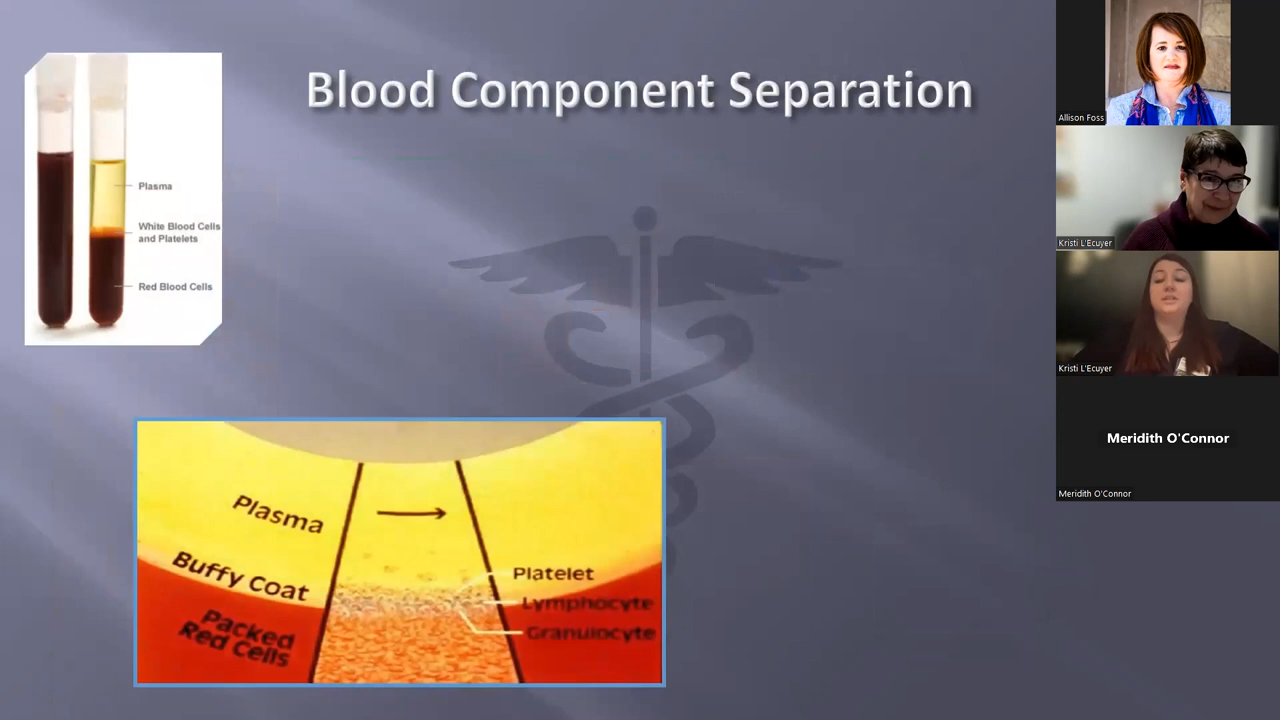 Blood Component Separation
Plasma
White Blood Cells
and Platelets
Red Blood Cells
Plasma
Buffy Coat
Packed
Red Cells
Platelet
Lymphocyte
Granulocyte
Allison Foss
Kristi L'Ecuyer
Kristi L'Ecuyer
Meridith O'Connor
Meridith O'Connor